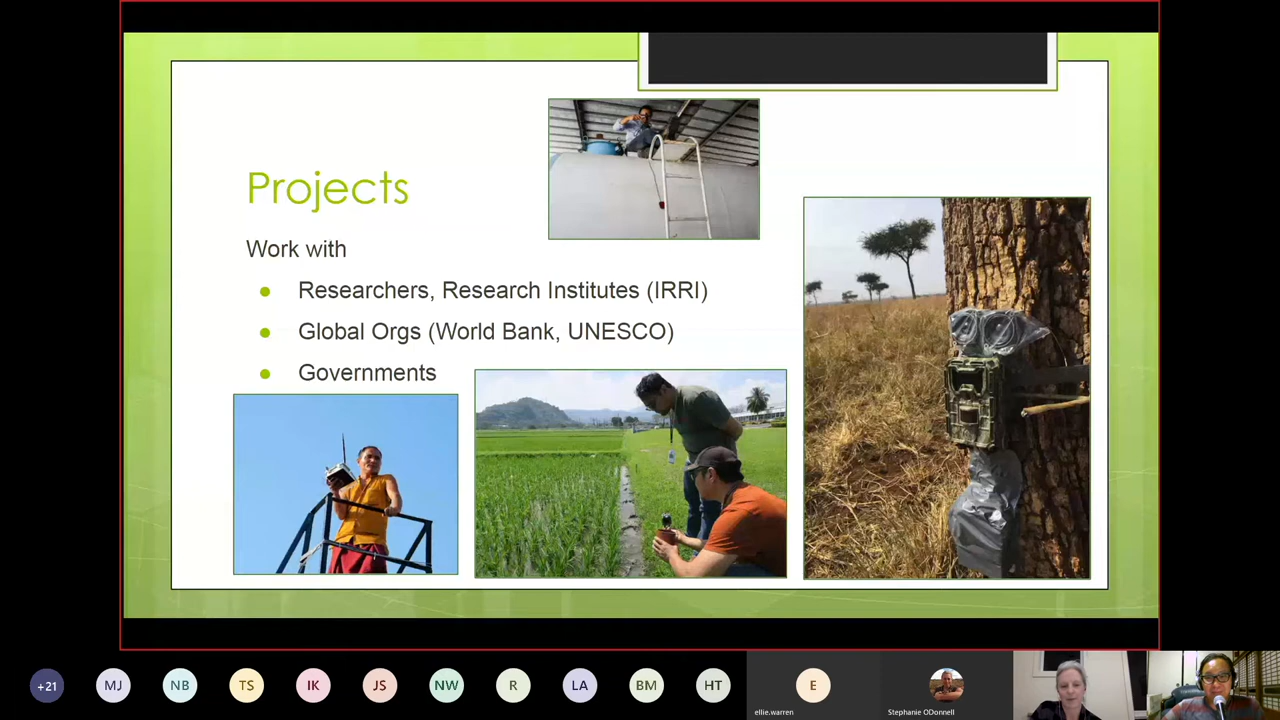 Projects
Work with
Researchers, Research Institutes (IRRI)
Global Orgs (World Bank, UNESCO)
Governments
+21
MJ
NB
TS
IK
JS
NW
R
LA
BM
HT
E
ellie.warren
Stephanie ODonnell